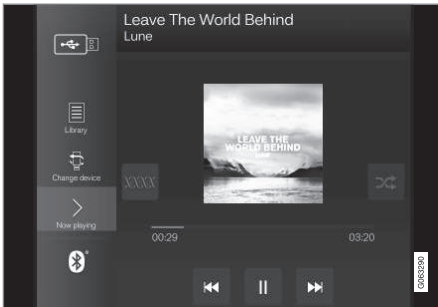 Leave The World Behind
Lune
Library
Change device
Now playing
LEAVE THE
WORLD BEHIND
LUNE
XXXX
00:29
03:20
G063290